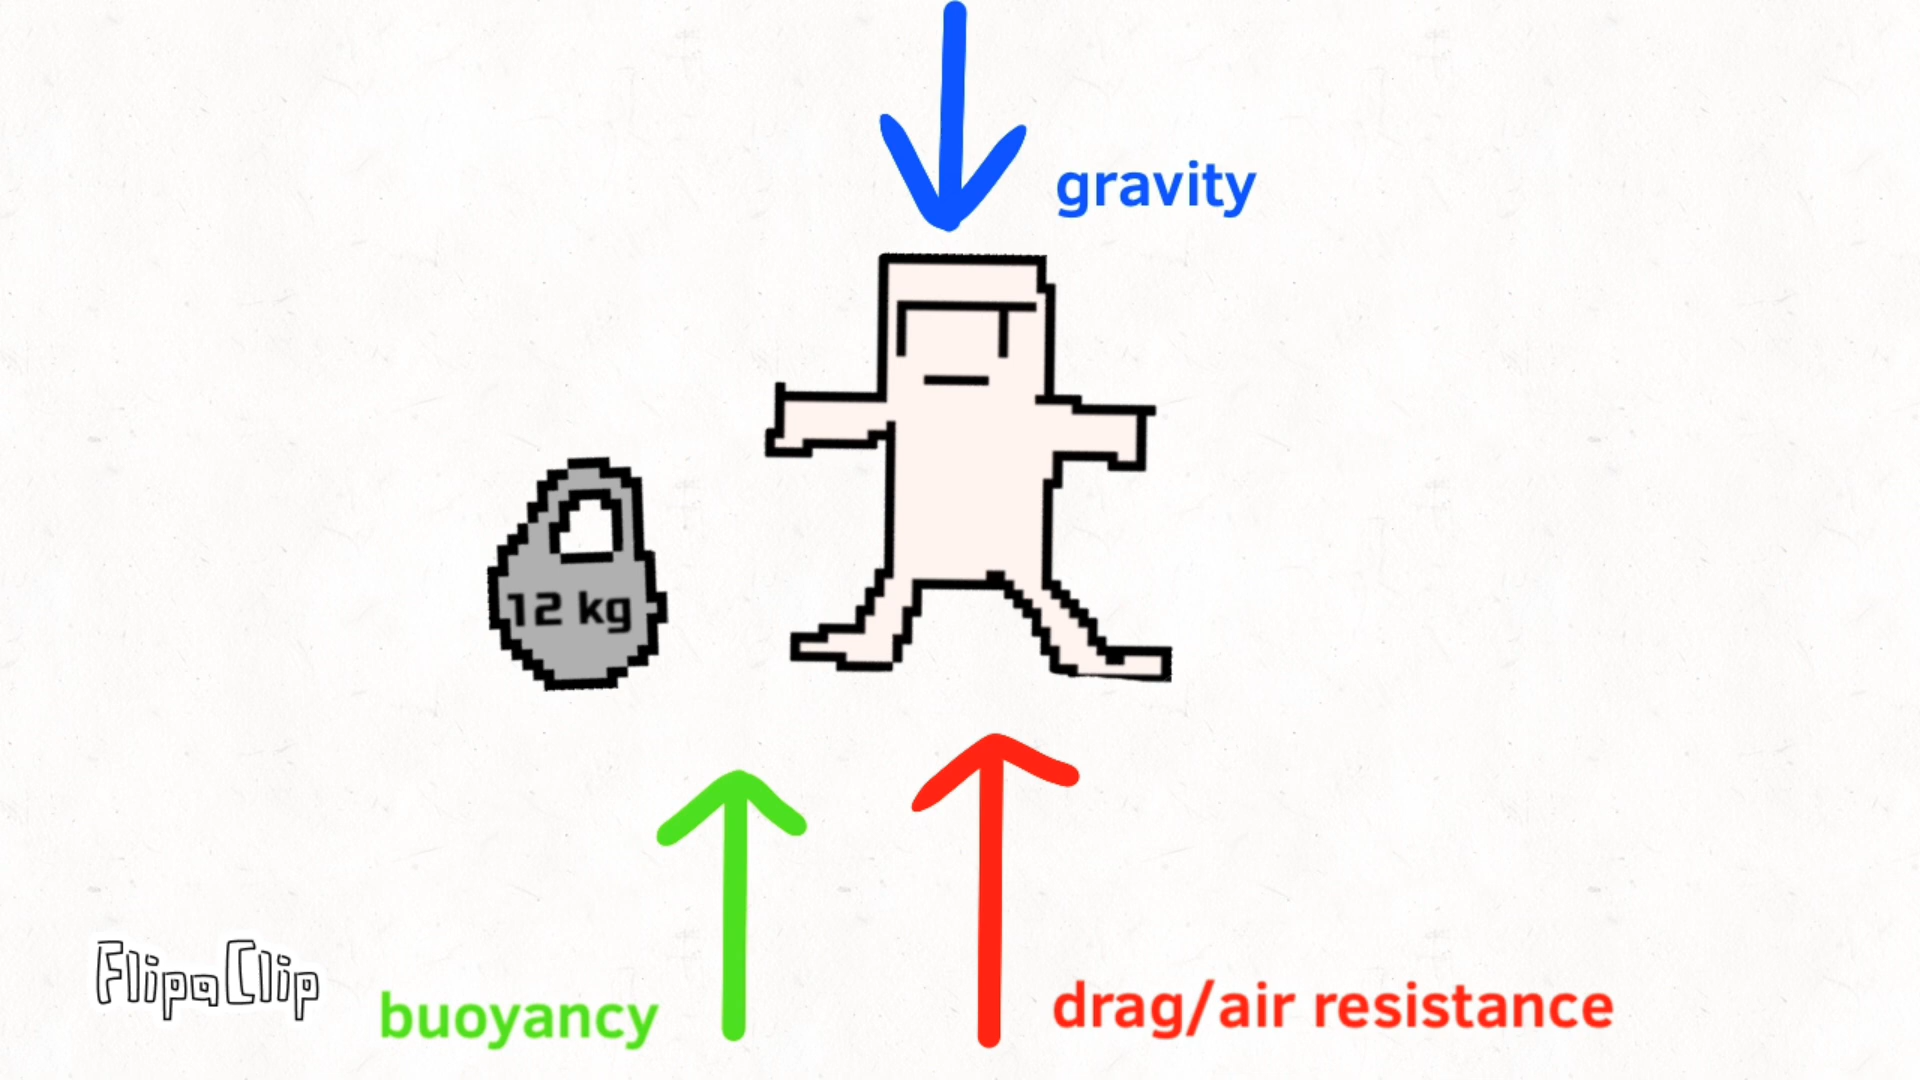 gravity
12 kg
FlipaClip
buoyancy
drag/air resistance